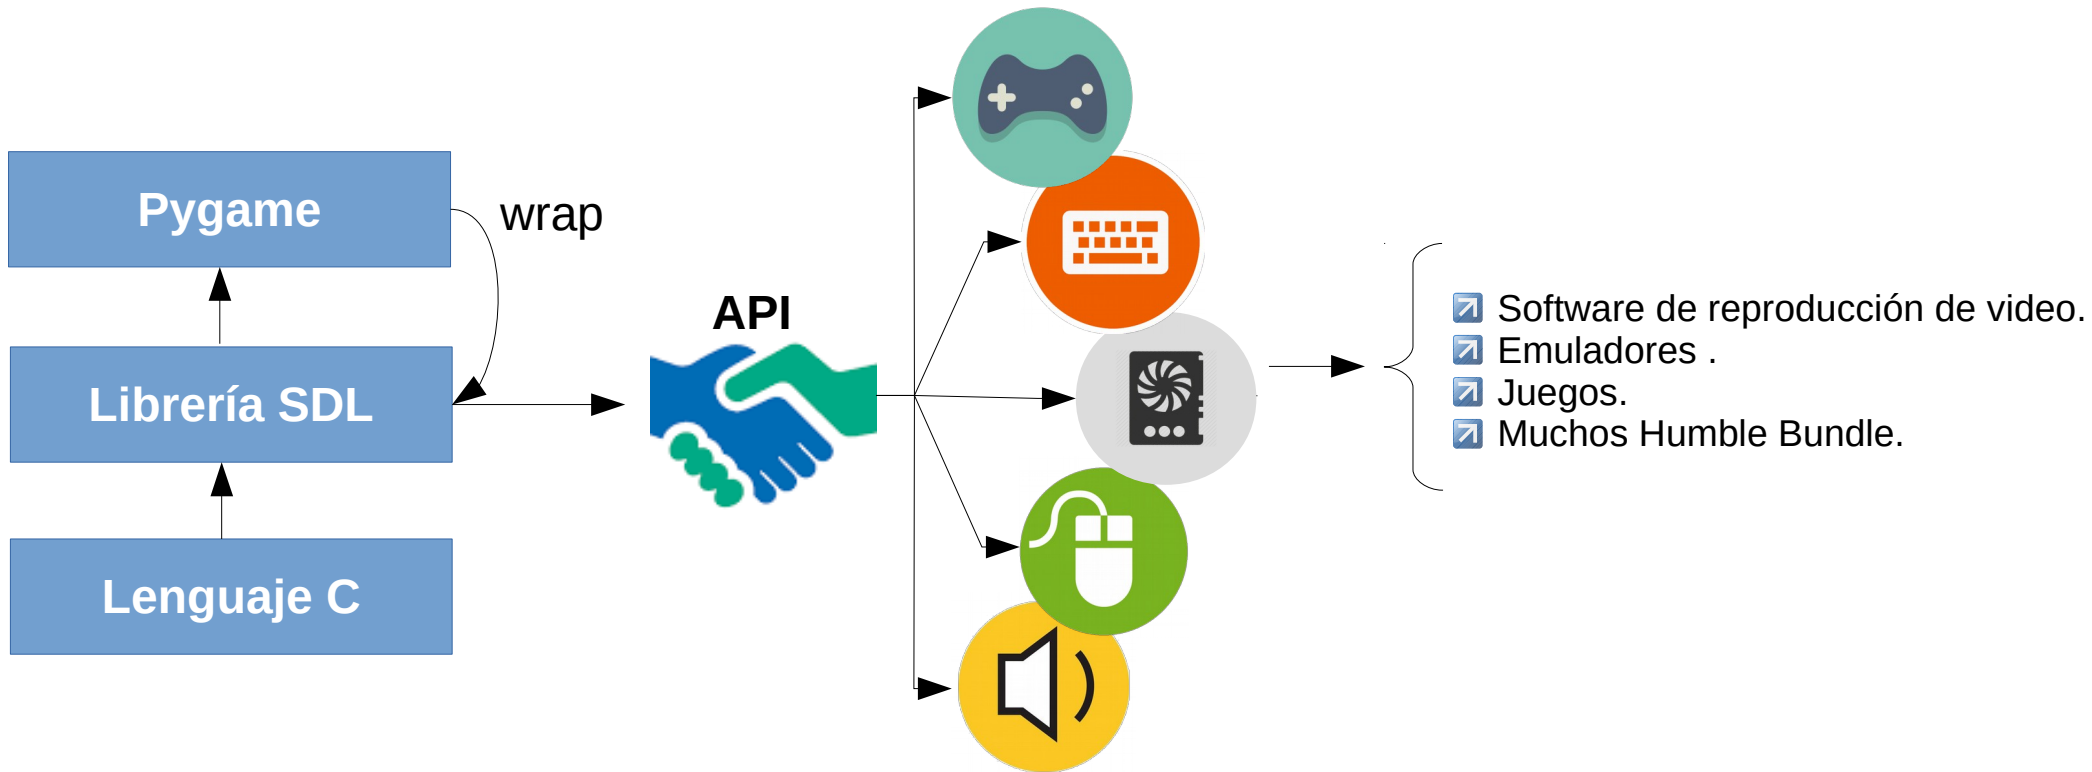 Pygame
wrap
Librería SDL
Lenguaje C
API
Software de reproducción de video.
Emuladores .
Juegos.
Muchos Humble Bundle.